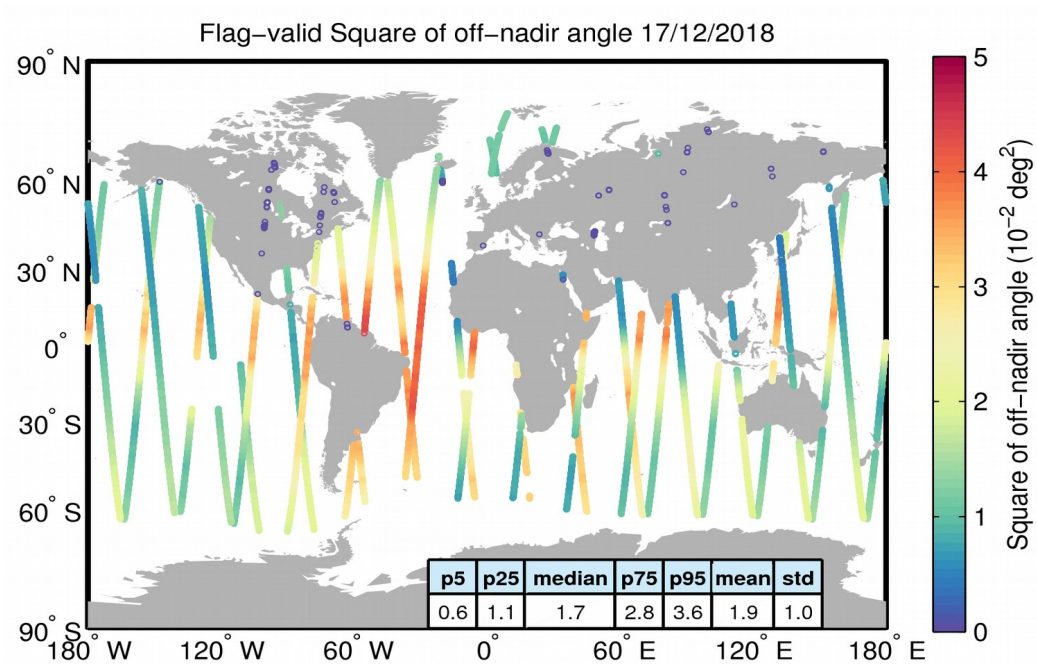 Flag−valid Square of off−nadir angle 17/12/2018
90° N
60° N
30° N
0°
30° S
60° S
90° S
180° W
120° W
60° W
0°
60° E
120° E
180° E
p5 p25 median p75 p95 mean std
0.6 1.1 1.7 2.8 3.6 1.9 1.0
5
4
3
2
1
0
Square of off−nadir angle (10⁻² deg²)